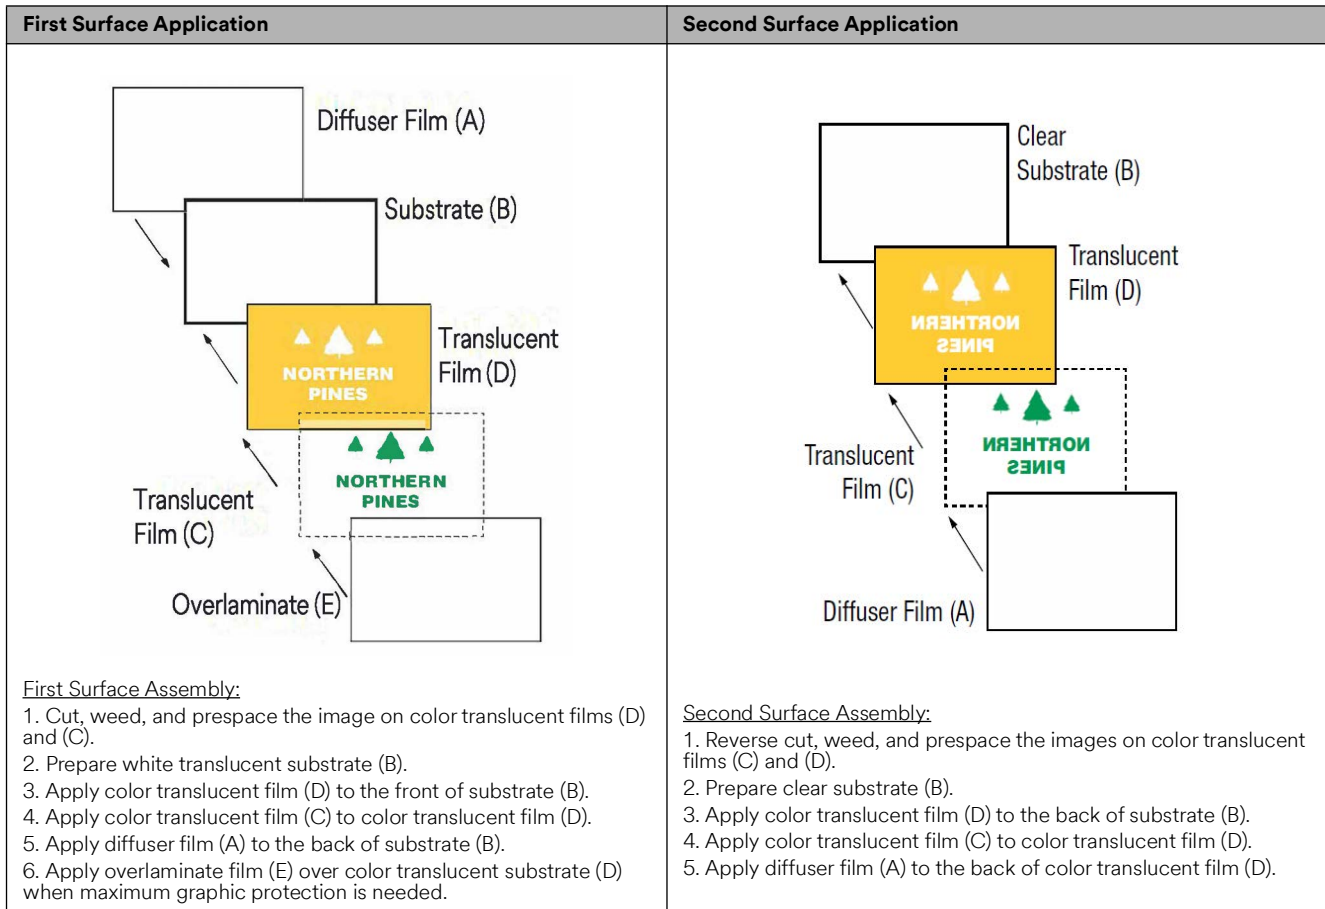 First Surface Application
Diffuser Film (A)
Substrate (B)
Translucent
Film (D)
NORTHERN
PINES
NORTHERN
PINES
Translucent
Film (C)
Overlaminate (E)
First Surface Assembly:
1. Cut, weed, and prespace the image on color translucent films (D)
and (C).
2. Prepare white translucent substrate (B).
3. Apply color translucent film (D) to the front of substrate (B).
4. Apply color translucent film (C) to color translucent film (D).
5. Apply diffuser film (A) to the back of substrate (B).
6. Apply overlaminate film (E) over color translucent substrate (D)
when maximum graphic protection is needed.
Second Surface Application
Clear
Substrate (B)
Translucent
Film (D)
NORTHERN
PINES
NORTHERN
PINES
Translucent
Film (C)
Diffuser Film (A)
Second Surface Assembly:
1. Reverse cut, weed, and prespace the images on color translucent
films (C) and (D).
2. Prepare clear substrate (B).
3. Apply color translucent film (D) to the back of substrate (B).
4. Apply color translucent film (C) to color translucent film (D).
5. Apply diffuser film (A) to the back of color translucent film (D).